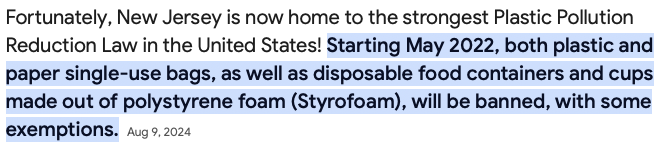 Fortunately, New Jersey is now home to the strongest Plastic Pollution
Reduction Law in the United States! Starting May 2022, both plastic and
paper single-use bags, as well as disposable food containers and cups
made out of polystyrene foam (Styrofoam), will be banned, with some
exemptions. Aug 9, 2024